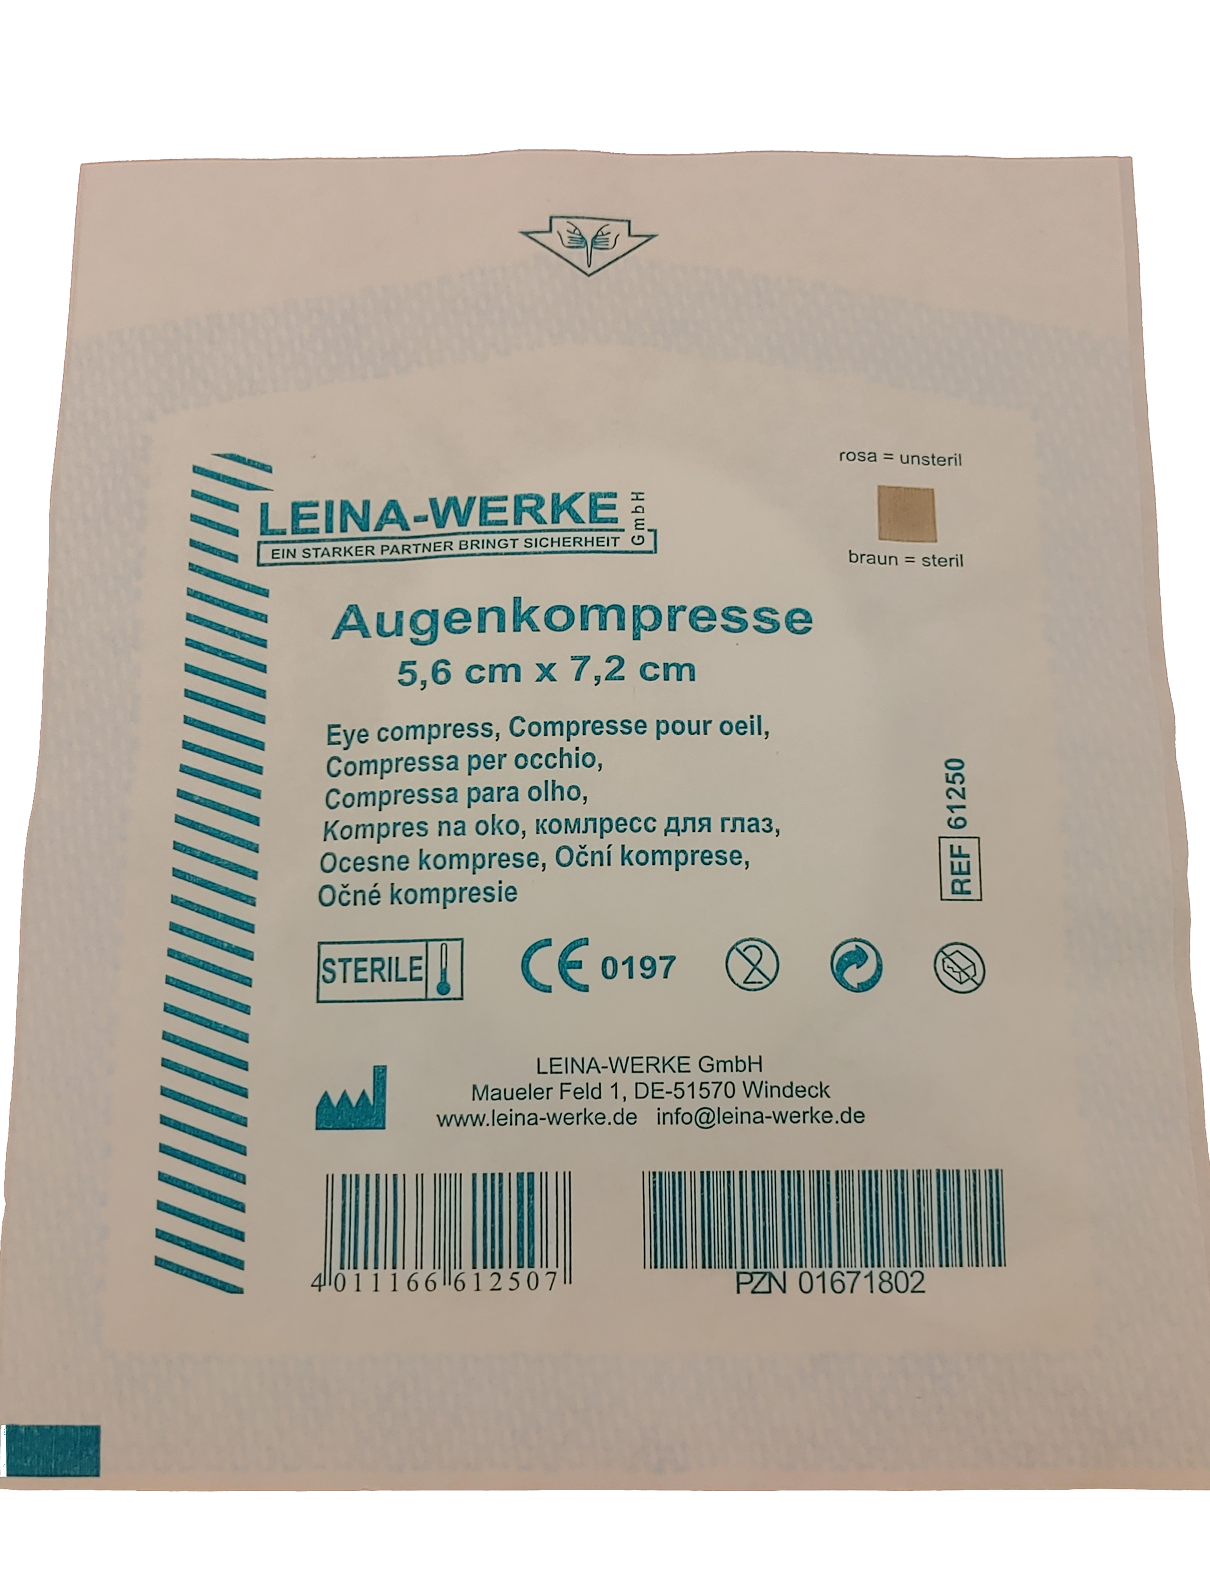 rosa = unsteril
braun = steril
LEINA-WERKE GmbH
EIN STARKER PARTNER BRINGT SICHERHEIT
Augenkompresse
5,6 cm x 7,2 cm
Eye compress, Compresse pour oeil,
Compressa per occhio,
Compressa para olho,
Kompres na oko, комлресс для глаз,
Ocesne komprese, Oční komprese,
Očné kompresie
REF 61250
STERILE
CE 0197
2
LEINA-WERKE GmbH
Maueler Feld 1, DE-51570 Windeck
www.leina-werke.de info@leina-werke.de
4 011166 612507
PZN 01671802